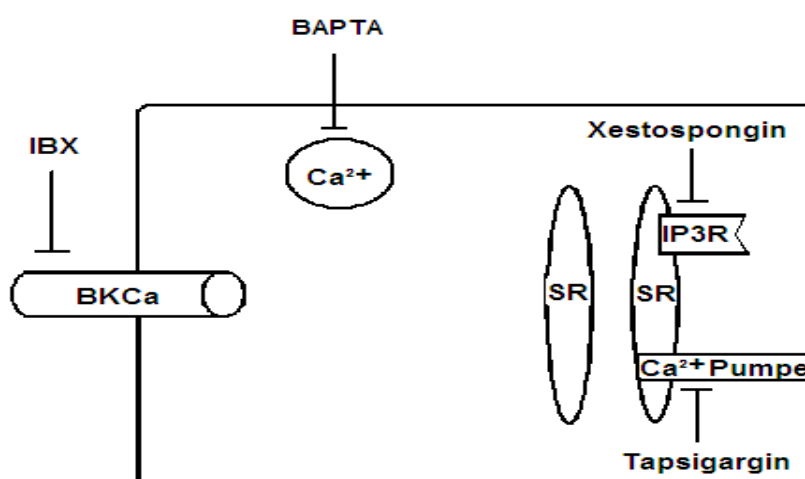 BAPTA
Xestospongin
IBX
Ca²⁺
IP3R
BKCa
SR
SR
Ca²⁺ Pumpe
Tapsigargin